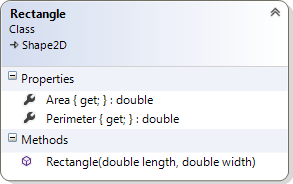 Rectangle
Class
Shape2D
Properties
Area { get; } : double
Perimeter { get; } : double
Methods
Rectangle(double length, double width)